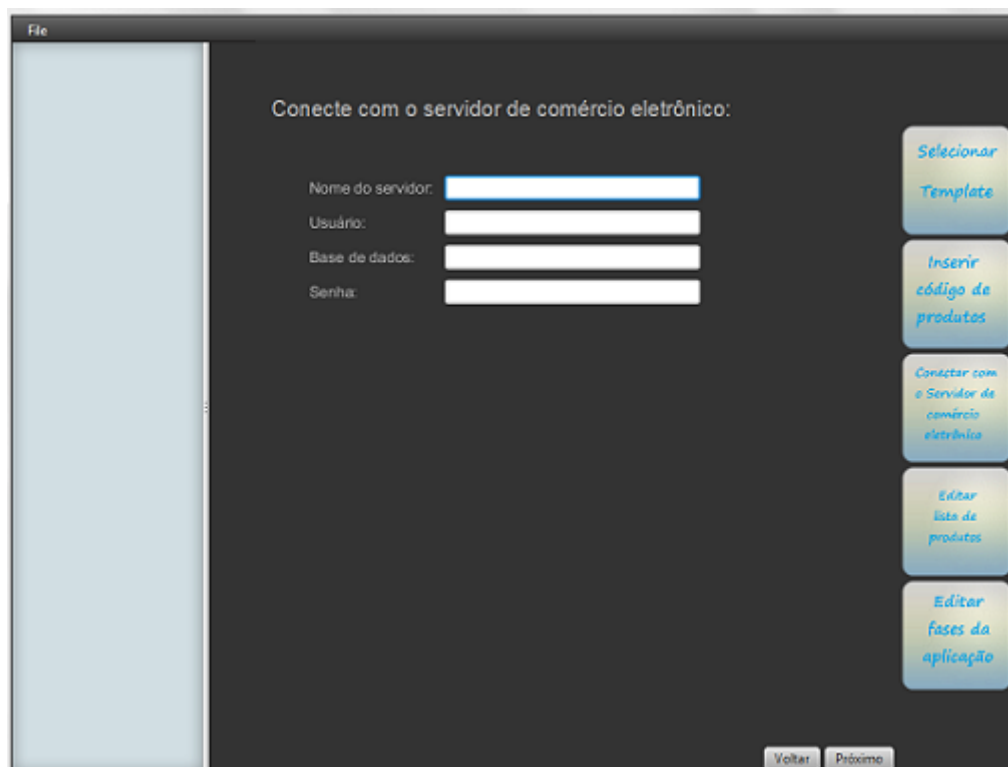 File
Conecte com o servidor de comércio eletrônico:
Nome do servidor:
Usuário:
Base de dados:
Senha:
Selecionar
Template
Inserir
código de
produtos
Conectar com
o Servidor de
comércio
eletrônico
Editar
lista de
produtos
Editar
fases da
aplicação
Voltar Próximo